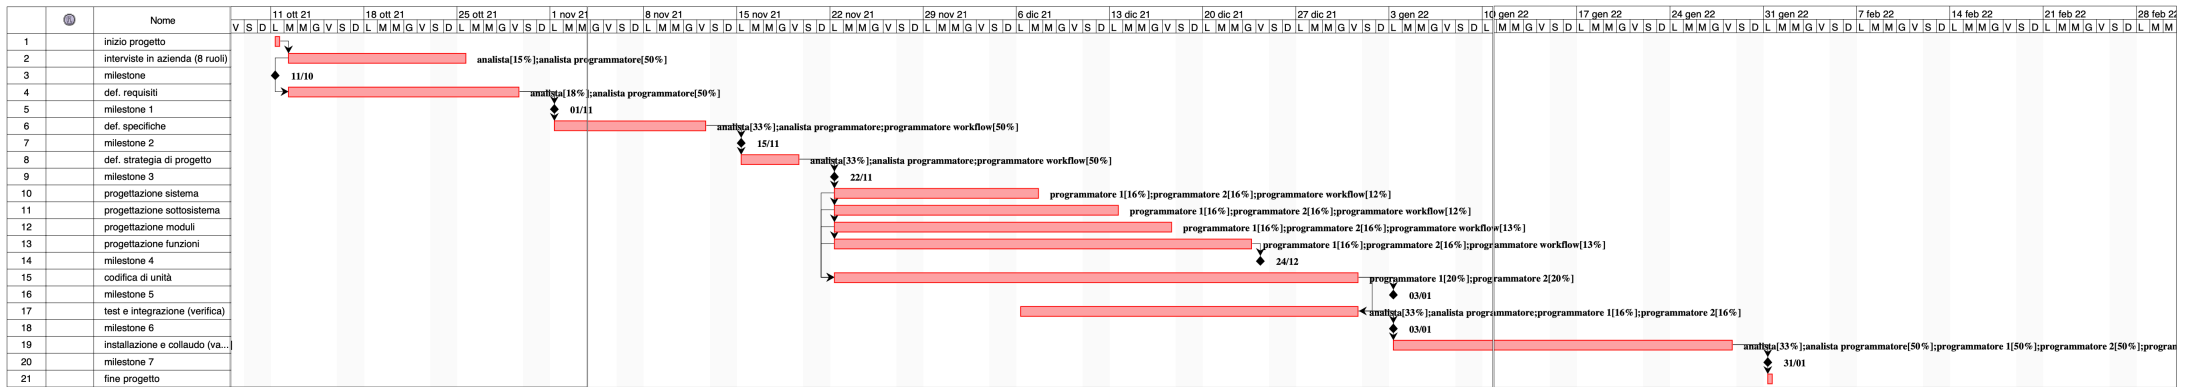 Nome
11 ott 21 18 ott 21 25 ott 21 1 nov 21 8 nov 21 15 nov 21 22 nov 21 29 nov 21 6 dic 21 13 dic 21 20 dic 21 27 dic 21 3 gen 22 10 gen 22 17 gen 22 24 gen 22 31 gen 22 7 feb 22 14 feb 22 21 feb 22 28 feb 22
V S D L M M G V S D L M M G V S D L M M G V S D L M M G V S D L M M G V S D L M M G V S D L M M G V S D L M M G V S D L M M G V S D L M M G V S D L M M G V S D L M M G V S D L M M G V S D L M M G V S D L M M G V S D L M M G V S D L M M G V S D L M M G V S D L M M G V S D L M M G V S D L M M
1 inizio progetto
2 interviste in azienda (8 ruoli) analista[15%];analista programmatore[50%]
3 milestone 11/10
4 def. requisiti analista[18%];analista programmatore[50%]
5 milestone 1 01/11
6 def. specifiche analista[33%];analista programmatore;programmatore workflow[50%]
7 milestone 2 15/11
8 def. strategia di progetto analista[33%];analista programmatore;programmatore workflow[50%]
9 milestone 3 22/11
10 progettazione sistema programmatore 1[16%];programmatore 2[16%];programmatore workflow[12%]
11 progettazione sottosistema programmatore 1[16%];programmatore 2[16%];programmatore workflow[12%]
12 progettazione moduli programmatore 1[16%];programmatore 2[16%];programmatore workflow[13%]
13 progettazione funzioni programmatore 1[16%];programmatore 2[16%];programmatore workflow[13%]
14 milestone 4 24/12
15 codifica di unità programmatore 1[20%];programmatore 2[20%]
16 milestone 5 03/01
17 test e integrazione (verifica) analista[33%];analista programmatore;programmatore 1[16%];programmatore 2[16%]
18 milestone 6 03/01
19 installazione e collaudo (va... analista[33%];analista programmatore[50%];programmatore 1[50%];programmatore 2[50%];progran
20 milestone 7 31/01
21 fine progetto